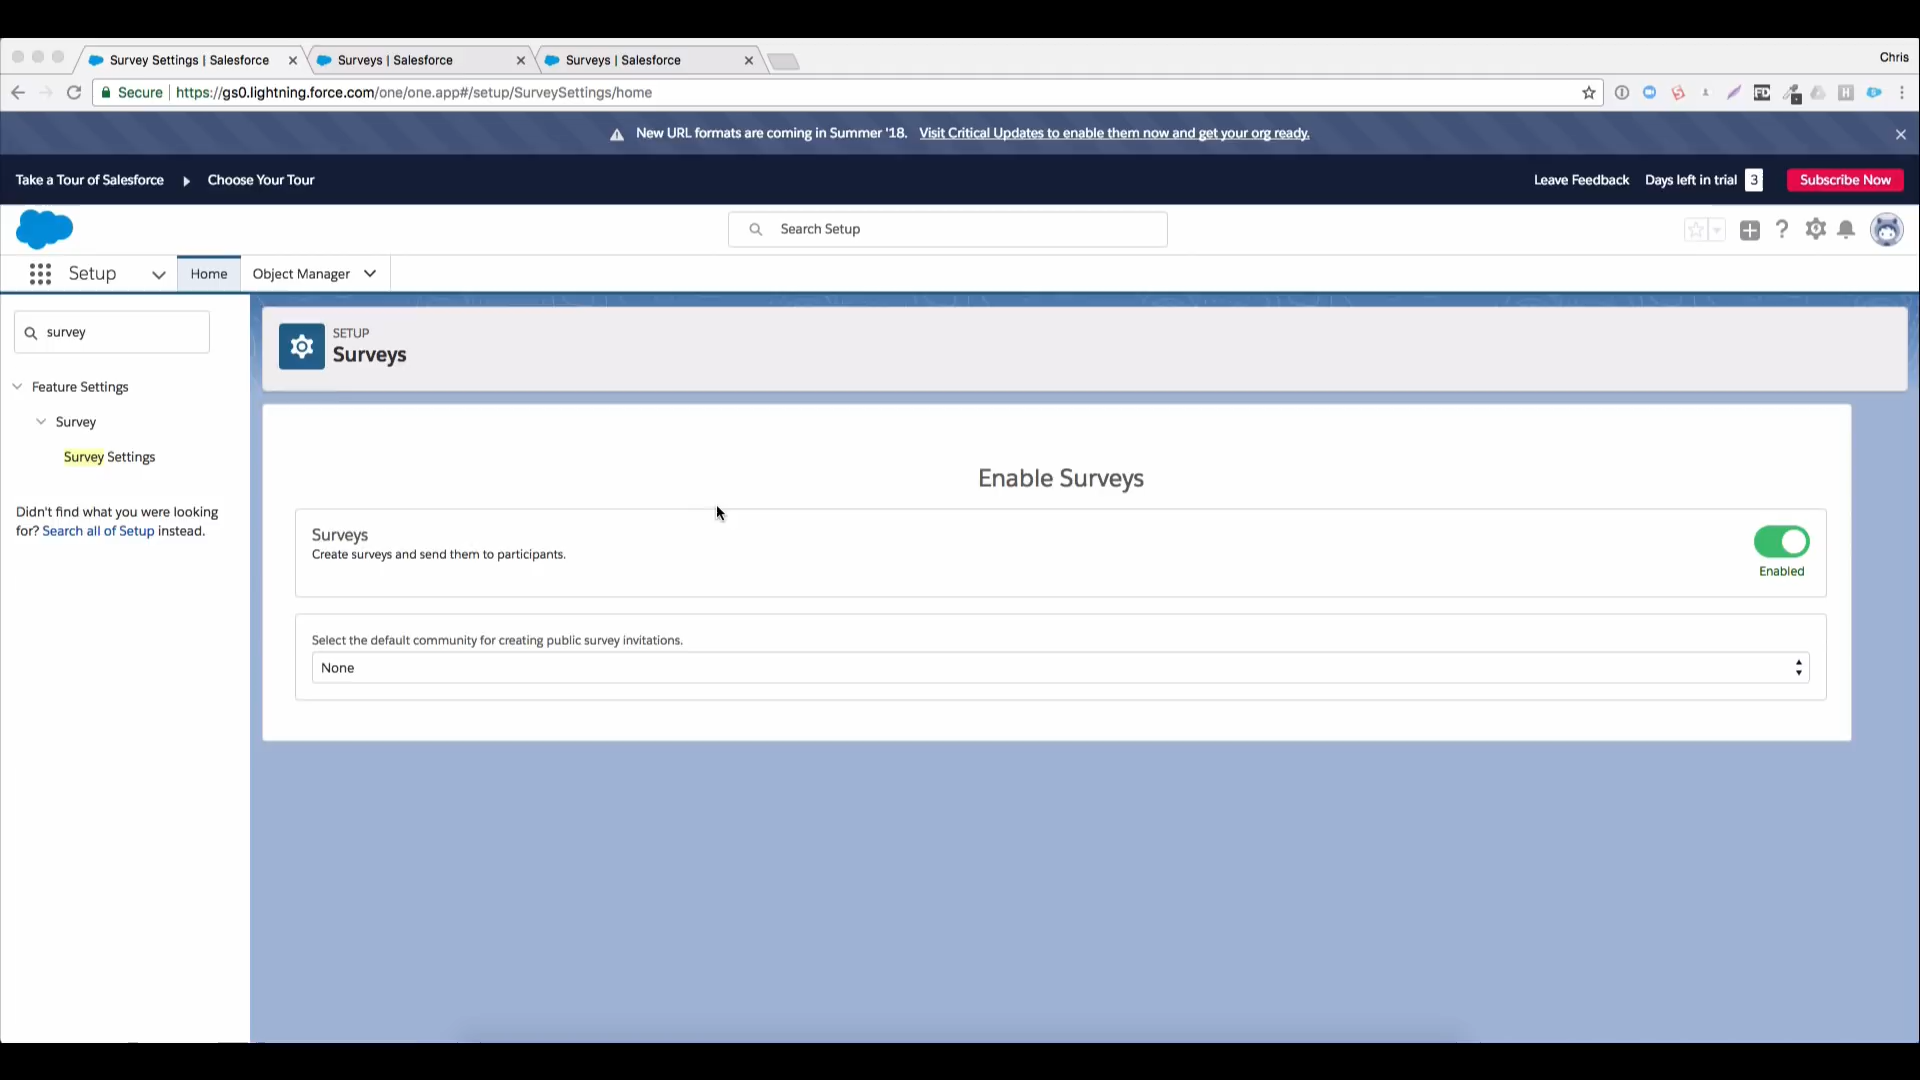 Survey Settings | Salesforce
Surveys | Salesforce
Surveys | Salesforce
Chris
Secure
https://gs0.lightning.force.com/one/one.app#/setup/SurveySettings/home
FD
H
New URL formats are coming in Summer '18. Visit Critical Updates to enable them now and get your org ready.
Take a Tour of Salesforce
Choose Your Tour
Leave Feedback
Days left in trial 3
Subscribe Now
Search Setup
Setup
Home
Object Manager
survey
Feature Settings
Survey
Survey Settings
Didn't find what you were looking
for? Search all of Setup instead.
SETUP
Surveys
Enable Surveys
Surveys
Create surveys and send them to participants.
Enabled
Select the default community for creating public survey invitations.
None